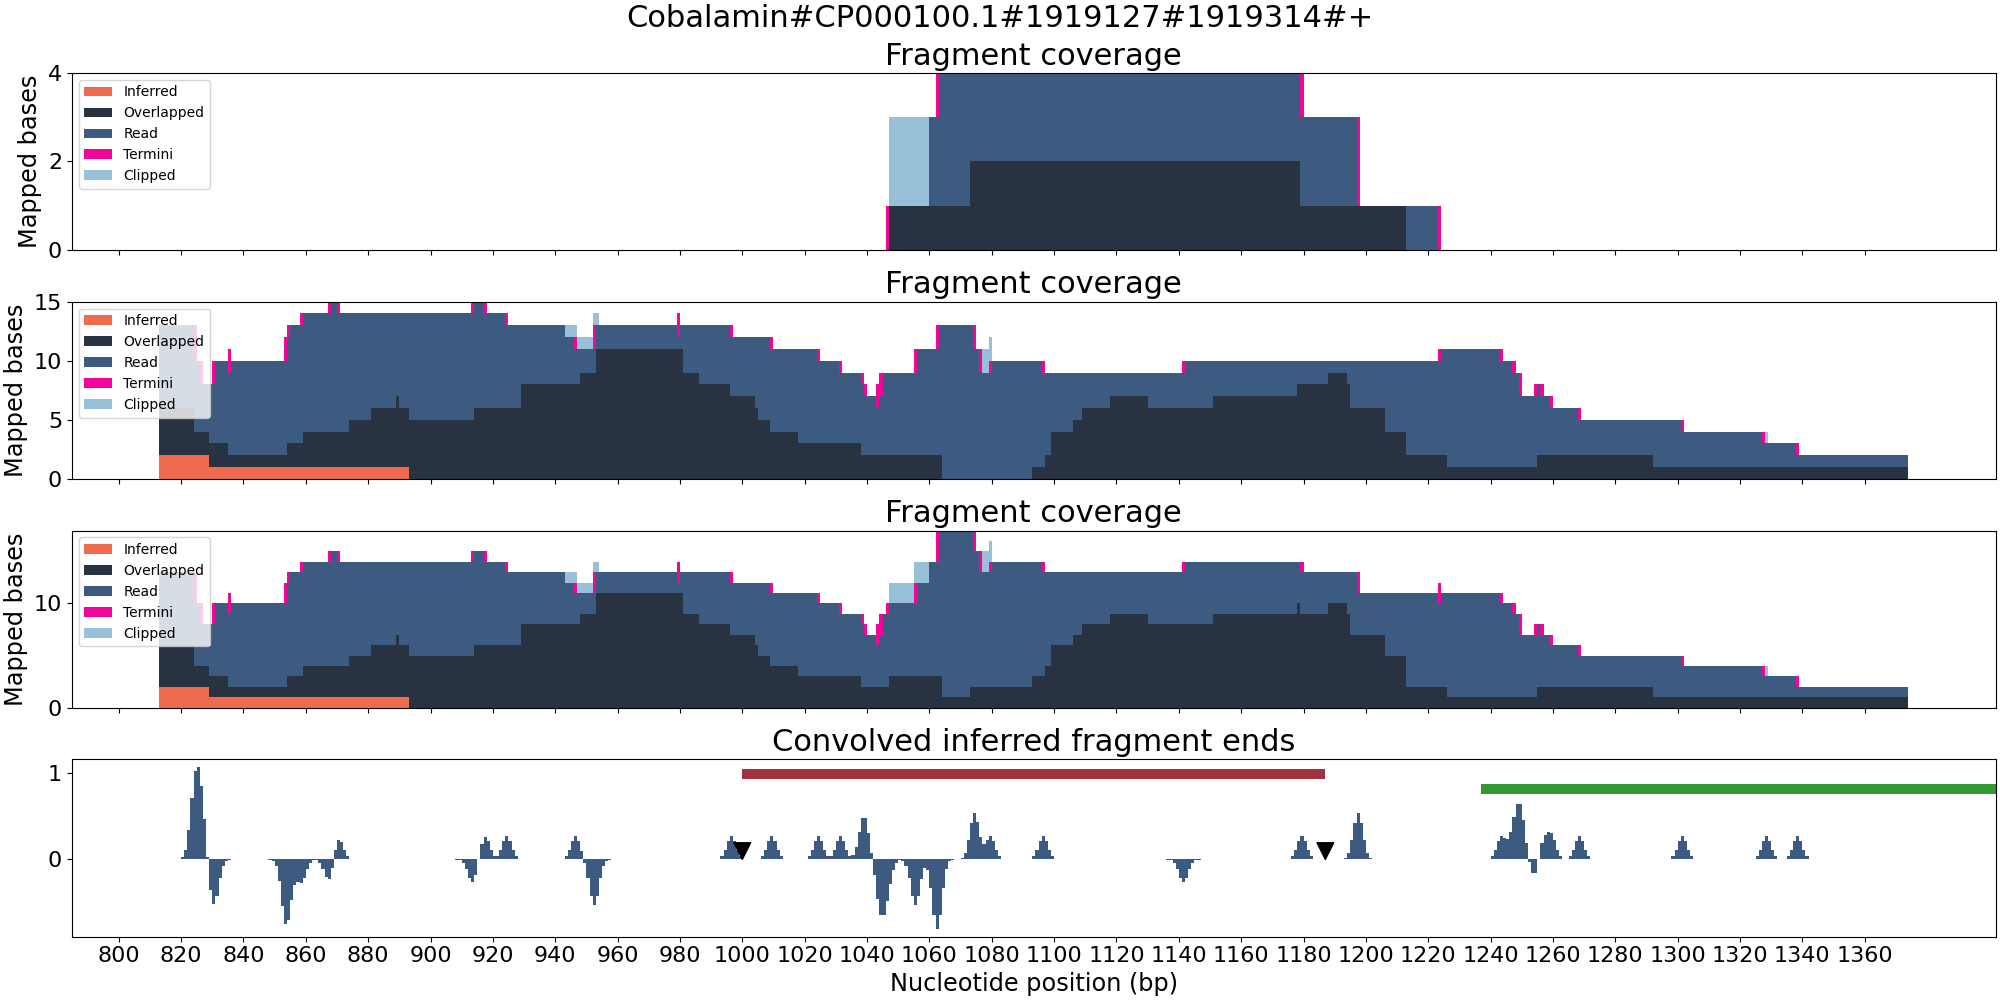 Cobalamin#CP000100.1#1919127#1919314#+
Fragment coverage
Mapped bases
4
2
0
Inferred
Overlapped
Read
Termini
Clipped
Fragment coverage
Mapped bases
15
10
5
0
Inferred
Overlapped
Read
Termini
Clipped
Fragment coverage
Mapped bases
10
0
Inferred
Overlapped
Read
Termini
Clipped
Convolved inferred fragment ends
1
0
800 820 840 860 880 900 920 940 960 980 1000 1020 1040 1060 1080 1100 1120 1140 1160 1180 1200 1220 1240 1260 1280 1300 1320 1340 1360
Nucleotide position (bp)